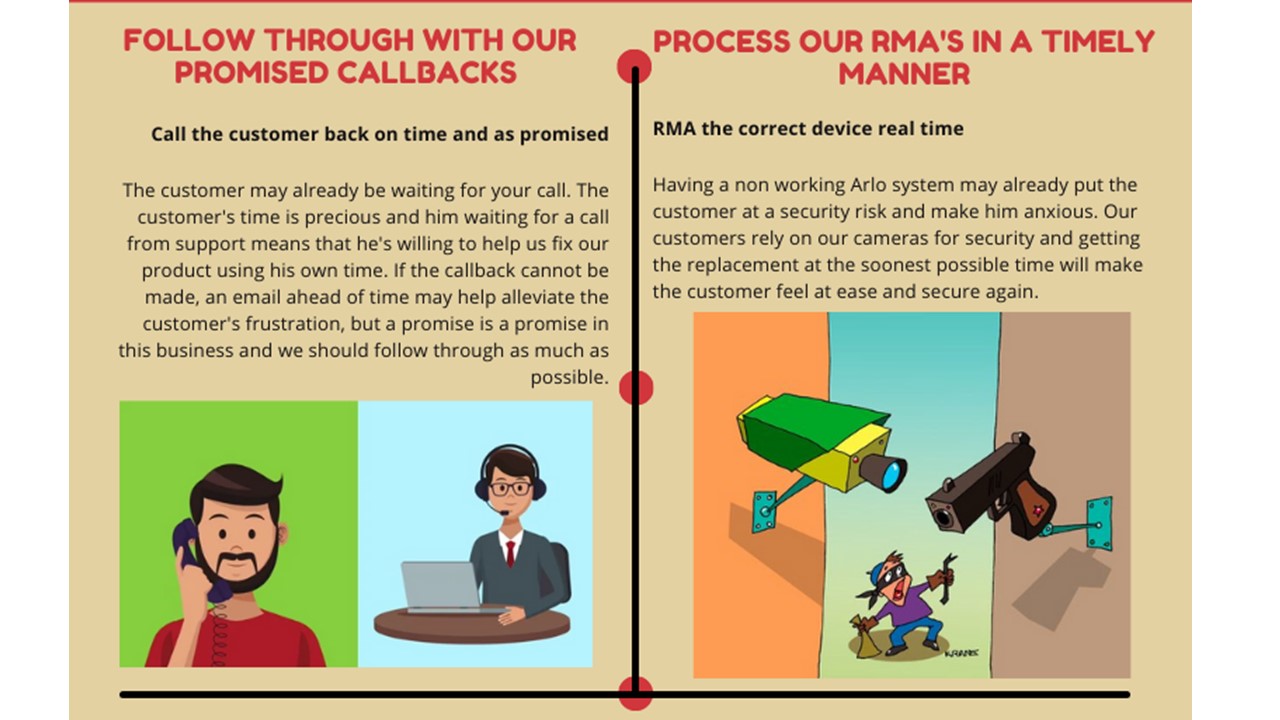 FOLLOW THROUGH WITH OUR
PROMISED CALLBACKS
Call the customer back on time and as promised
The customer may already be waiting for your call. The
customer's time is precious and him waiting for a call
from support means that he's willing to help us fix our
product using his own time. If the callback cannot be
made, an email ahead of time may help alleviate the
customer's frustration, but a promise is a promise in
this business and we should follow through as much as
possible.
PROCESS OUR RMA'S IN A TIMELY
MANNER
RMA the correct device real time
Having a non working Arlo system may already put the
customer at a security risk and make him anxious. Our
customers rely on our cameras for security and getting
the replacement at the soonest possible time will make
the customer feel at ease and secure again.